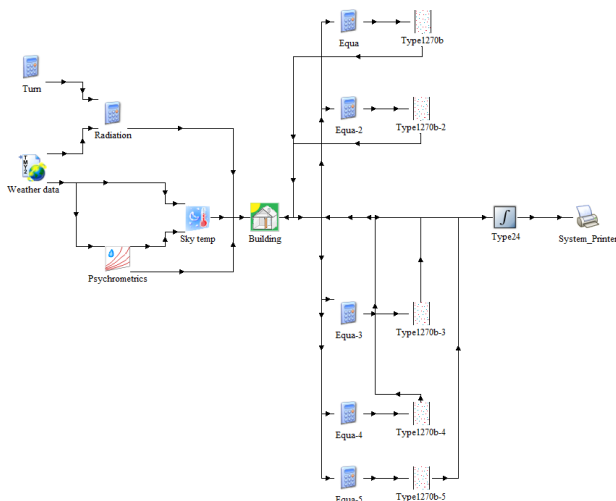 Equa
Type1270b
Turn
Equa-2
Type1270b-2
Radiation
TMY2
Weather data
Sky temp
Building
Type24
System_Printer
Psychrometrics
Equa-3
Type1270b-3
Equa-4
Type1270b-4
Equa-5
Type1270b-5